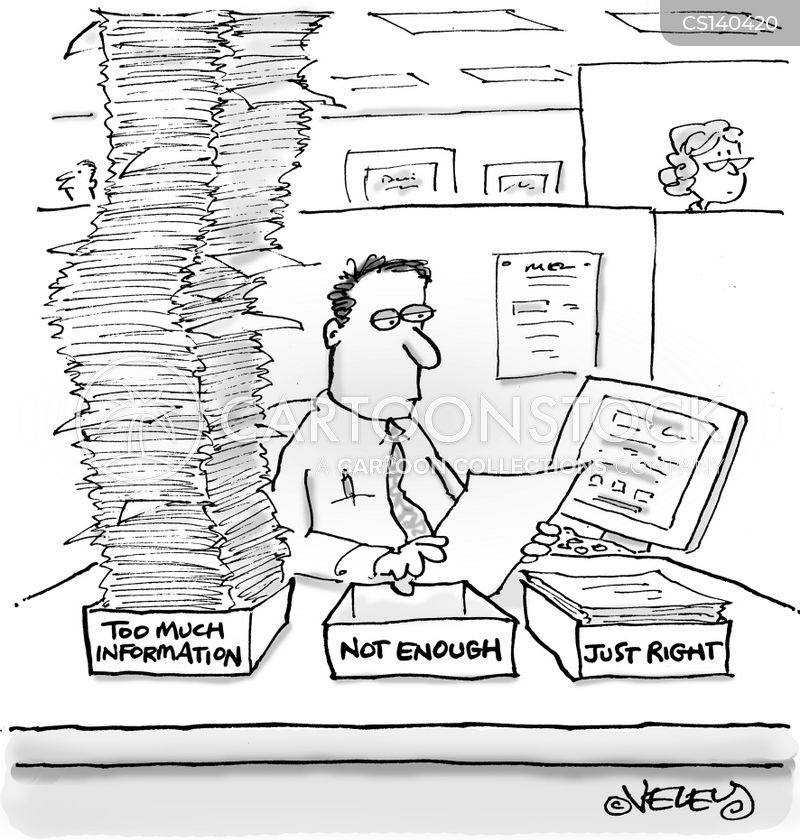 CS140420
CARTOONSTOCK
A CARTOON COLLECTIONS COMPANY
TOO MUCH
INFORMATION
NOT ENOUGH
JUST RIGHT
©VELEY